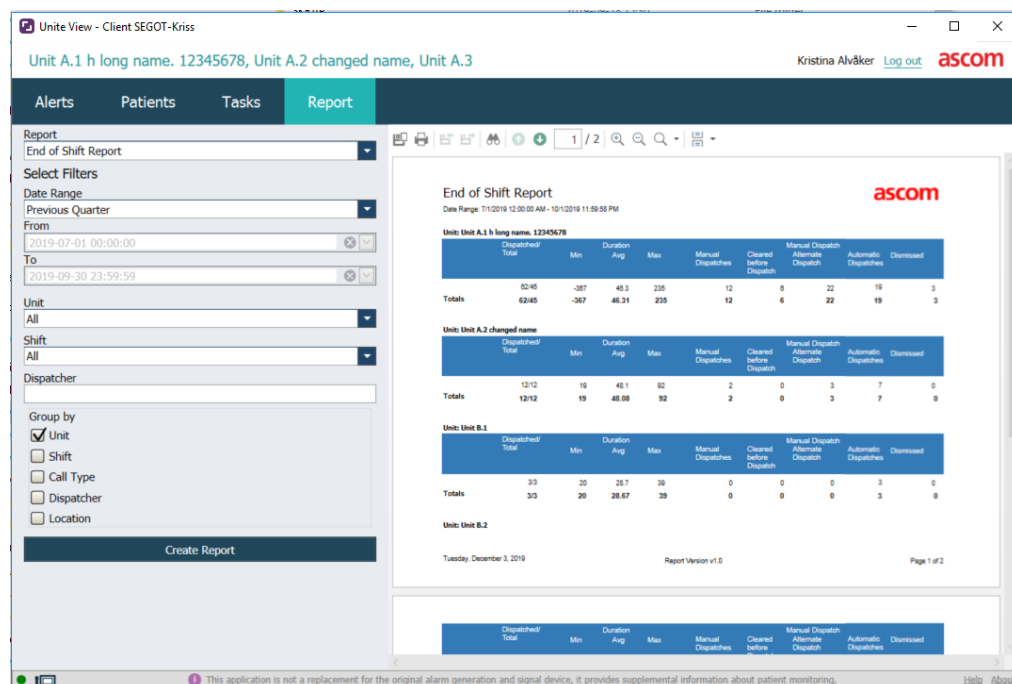 Unite View - Client SEGOT-Kriss
Unit A.1 h long name. 12345678, Unit A.2 changed name, Unit A.3
Kristina Alvåker Log out ascom
Alerts Patients Tasks Report
Report
End of Shift Report
Select Filters
Date Range
Previous Quarter
From
2019-07-01 00:00:00
To
2019-09-30 23:59:59
Unit
All
Shift
All
Dispatcher
Group by
Unit
Shift
Call Type
Dispatcher
Location
Create Report
1 / 2
End of Shift Report
ascom
Date Range: 7/1/2019 12:00:00 AM - 10/1/2019 11:59:58 PM
Unit: Unit A.1 h long name. 12345678
Dispatched/ Duration Manual Dispatch
Total Min Avg Max Manual Cleared Alternate Automatic Dismissed
Dispatches before Dispatch Dispatches
Dispatch
62/45 -367 46.3 235 12 6 22 19 3
Totals 62/45 -367 46.31 235 12 6 22 19 3
Unit: Unit A.2 changed name
Dispatched/ Duration Manual Dispatch
Total Min Avg Max Manual Cleared Alternate Automatic Dismissed
Dispatches before Dispatch Dispatches
Dispatch
12/12 19 48.1 92 2 0 3 7 0
Totals 12/12 19 48.08 92 2 0 3 7 0
Unit: Unit B.1
Dispatched/ Duration Manual Dispatch
Total Min Avg Max Manual Cleared Alternate Automatic Dismissed
Dispatches before Dispatch Dispatches
Dispatch
3/3 20 28.7 39 0 0 0 3 0
Totals 3/3 20 28.67 39 0 0 0 3 0
Unit: Unit B.2
Tuesday, December 3, 2019 Report Version v1.0 Page 1 of 2
Dispatched/ Duration Manual Dispatch
Total Min Avg Max Manual Cleared Alternate Automatic Dismissed
Dispatches before Dispatch Dispatches
This application is not a replacement for the original alarm generation and signal device, it provides supplemental information about patient monitoring.
Help Abou